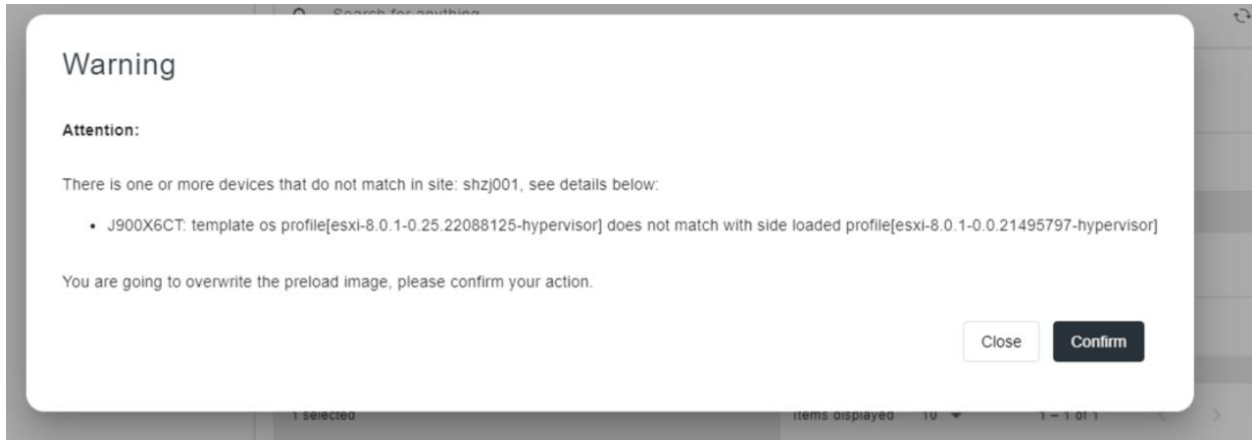 Search for anything
Warning
Attention:
There is one or more devices that do not match in site: shzj001, see details below:
• J900X6CT: template os profile[esxi-8.0.1-0.25.22088125-hypervisor] does not match with side loaded profile[esxi-8.0.1-0.0.21495797-hypervisor]
You are going to overwrite the preload image, please confirm your action.
Close Confirm
1 selected Items displayed 10 1 – 1 of 1